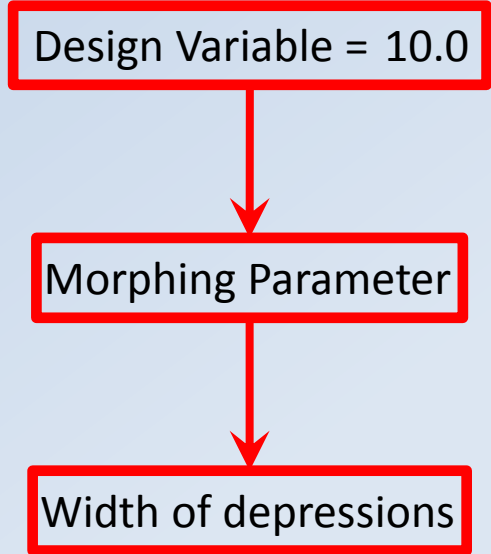 Design Variable = 10.0
Morphing Parameter
Width of depressions